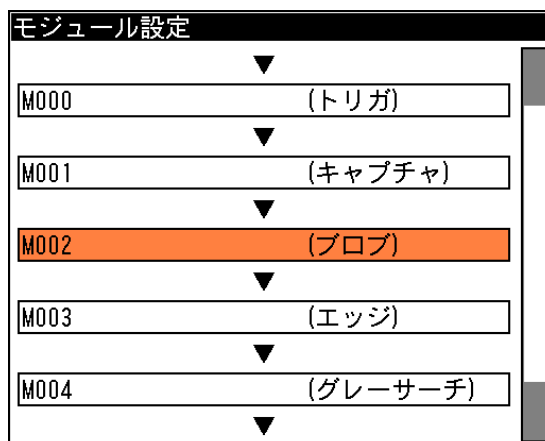 モジュール設定
▼
M000 (トリガ)
▼
M001 (キャプチャ)
▼
M002 (ブロブ)
▼
M003 (エッジ)
▼
M004 (グレーサーチ)
▼